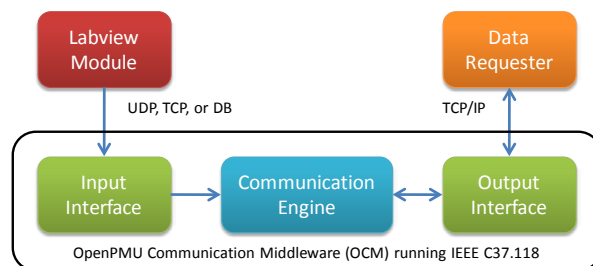 Labview
Module
Data
Requester
UDP, TCP, or DB
TCP/IP
Input
Interface
Communication
Engine
Output
Interface
OpenPMU Communication Middleware (OCM) running IEEE C37.118